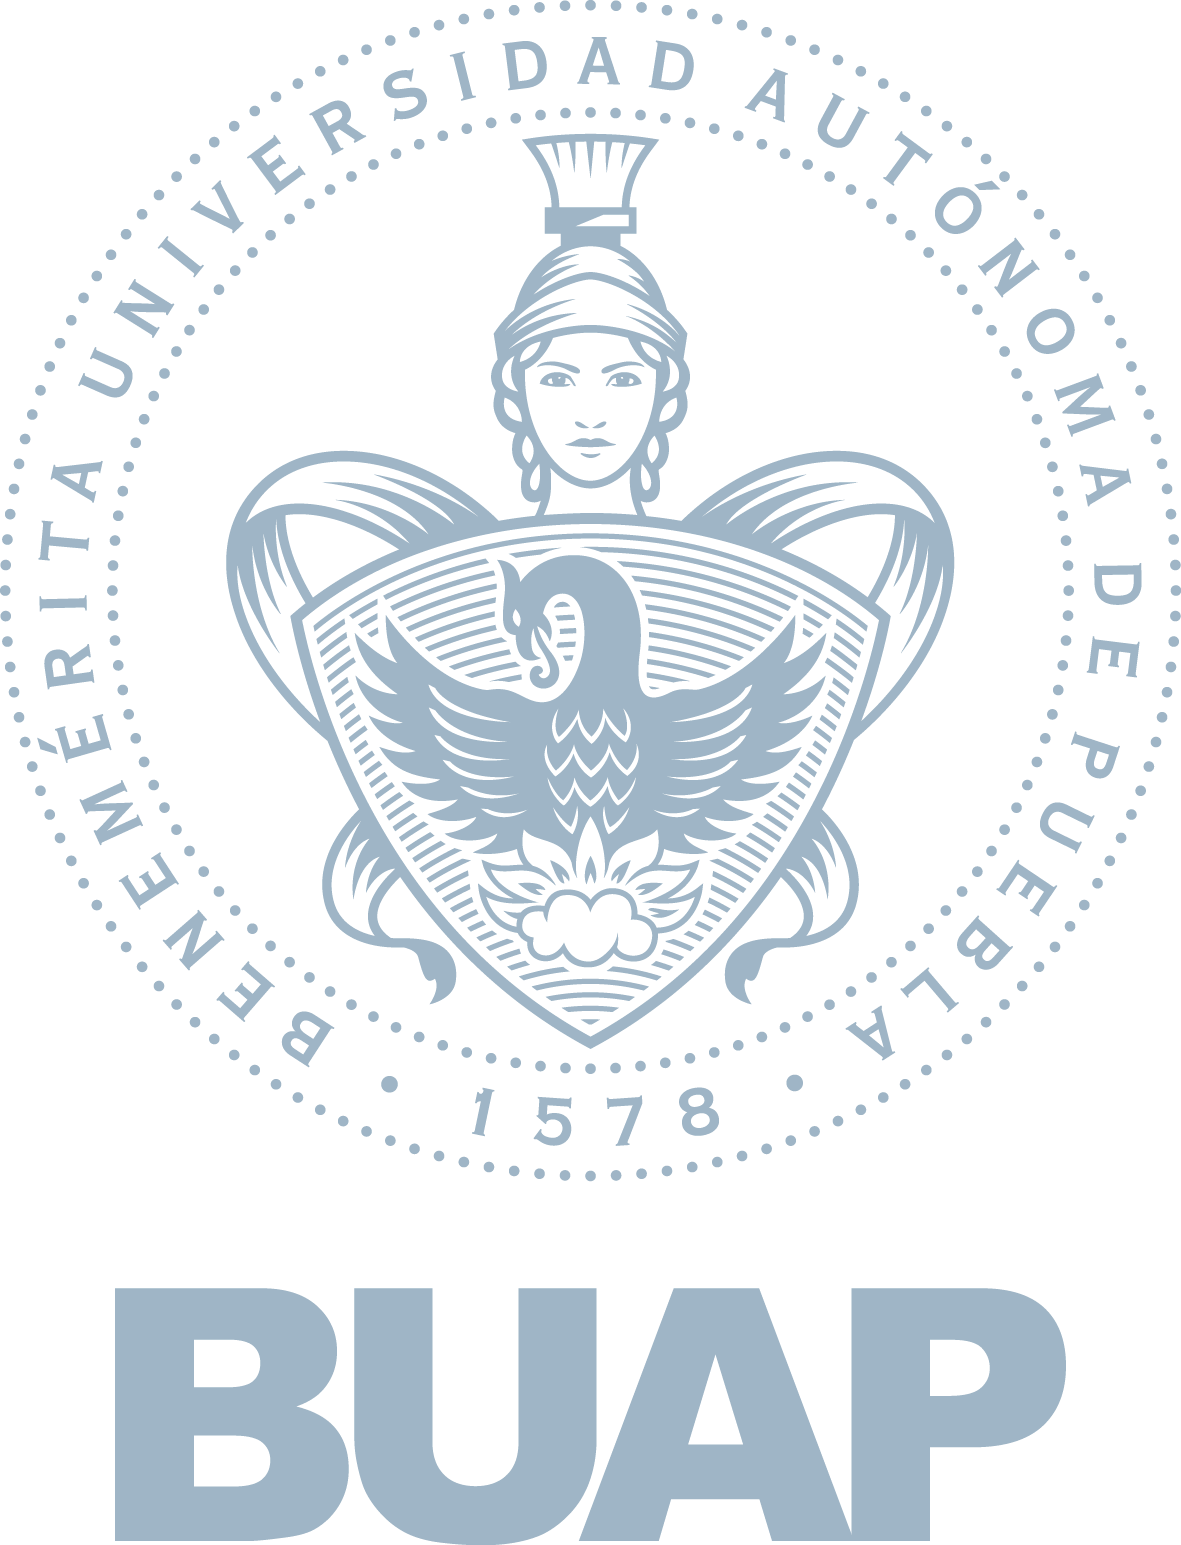 BENEMÉRITA UNIVERSIDAD AUTÓNOMA DE PUEBLA
• 1578 •
BUAP